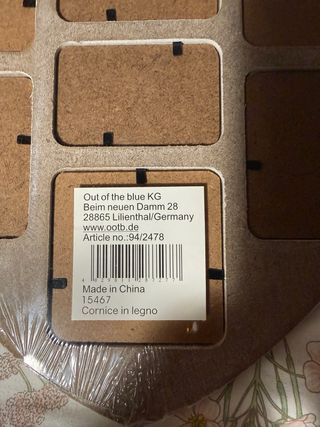 Out of the blue KG
Beim neuen Damm 28
28865 Lilienthal/Germany
www.ootb.de
Article no.:94/2478
Made in China
15467
Cornice in legno